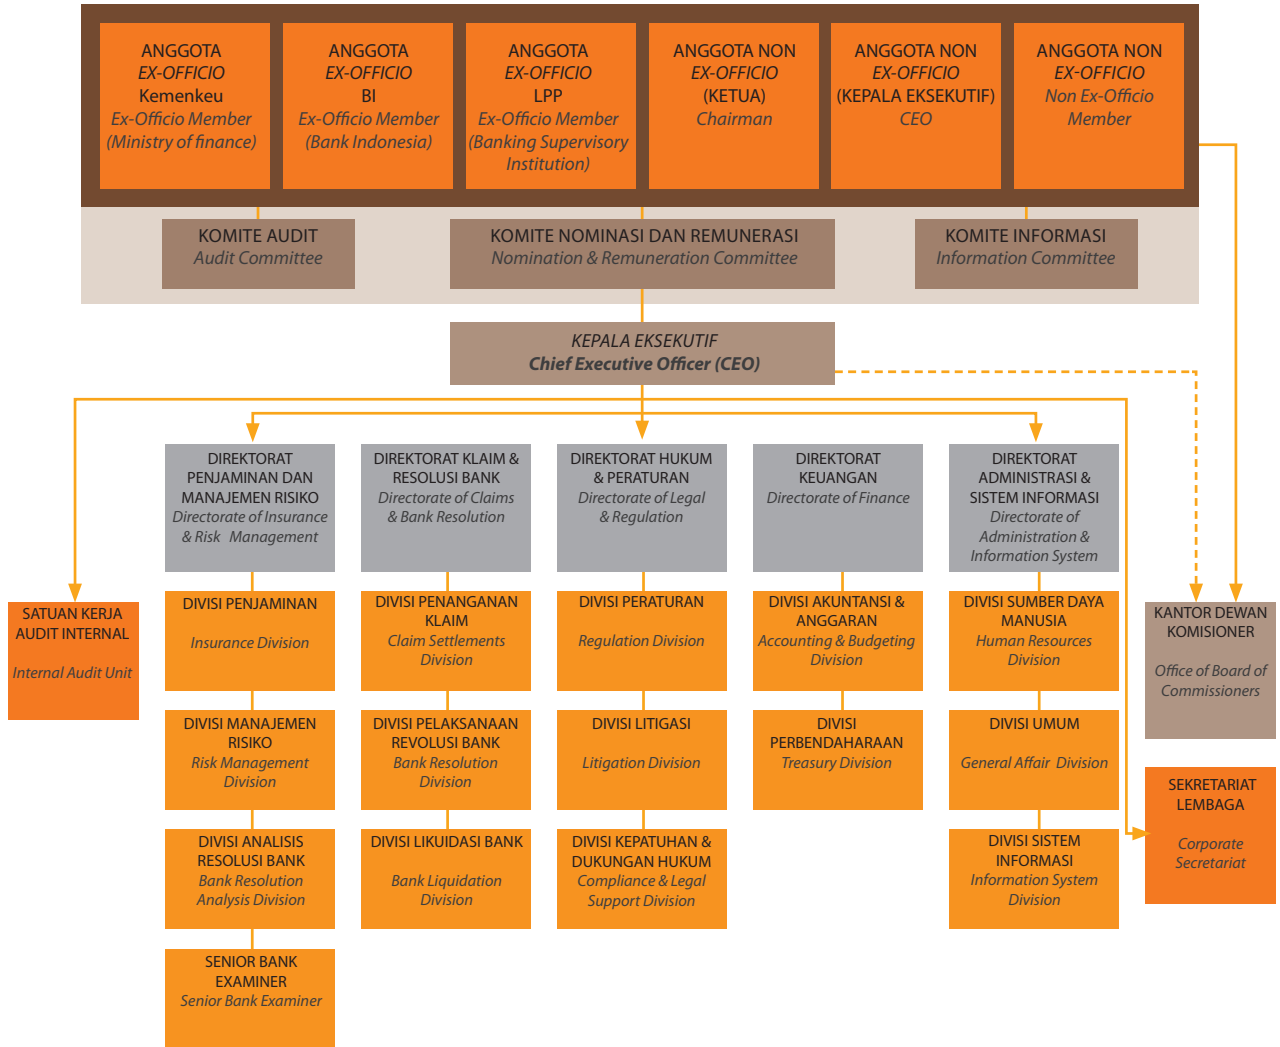 ANGGOTA
EX-OFFICIO
Kemenkeu
Ex-Officio Member
(Ministry of finance)
ANGGOTA
EX-OFFICIO
BI
Ex-Officio Member
(Bank Indonesia)
ANGGOTA
EX-OFFICIO
LPP
Ex-Officio Member
(Banking Supervisory
Institution)
ANGGOTA NON
EX-OFFICIO
(KETUA)
Chairman
ANGGOTA NON
EX-OFFICIO
(KEPALA EKSEKUTIF)
CEO
ANGGOTA NON
EX-OFFICIO
Non Ex-Officio
Member
KOMITE AUDIT
Audit Committee
KOMITE NOMINASI DAN REMUNERASI
Nomination & Remuneration Committee
KOMITE INFORMASI
Information Committee
KEPALA EKSEKUTIF
Chief Executive Officer (CEO)
DIREKTORAT
PENJAMINAN DAN
MANAJEMEN RISIKO
Directorate of Insurance
& Risk Management
DIREKTORAT KLAIM &
RESOLUSI BANK
Directorate of Claims
& Bank Resolution
DIREKTORAT HUKUM
& PERATURAN
Directorate of Legal
& Regulation
DIREKTORAT
KEUANGAN
Directorate of Finance
DIREKTORAT
ADMINISTRASI &
SISTEM INFORMASI
Directorate of
Administration &
Information System
SATUAN KERJA
AUDIT INTERNAL
Internal Audit Unit
DIVISI PENJAMINAN
Insurance Division
DIVISI PENANGANAN
KLAIM
Claim Settlements
Division
DIVISI PERATURAN
Regulation Division
DIVISI AKUNTANSI &
ANGGARAN
Accounting & Budgeting
Division
DIVISI SUMBER DAYA
MANUSIA
Human Resources
Division
KANTOR DEWAN
KOMISIONER
Office of Board of
Commissioners
DIVISI MANAJEMEN
RISIKO
Risk Management
Division
DIVISI PELAKSANAAN
REVOLUSI BANK
Bank Resolution
Division
DIVISI LITIGASI
Litigation Division
DIVISI
PERBENDAHARAAN
Treasury Division
DIVISI UMUM
General Affair Division
SEKRETARIAT
LEMBAGA
Corporate
Secretariat
DIVISI ANALISIS
RESOLUSI BANK
Bank Resolution
Analysis Division
DIVISI LIKUIDASI BANK
Bank Liquidation
Division
DIVISI KEPATUHAN &
DUKUNGAN HUKUM
Compliance & Legal
Support Division
DIVISI SISTEM
INFORMASI
Information System
Division
SENIOR BANK
EXAMINER
Senior Bank Examiner